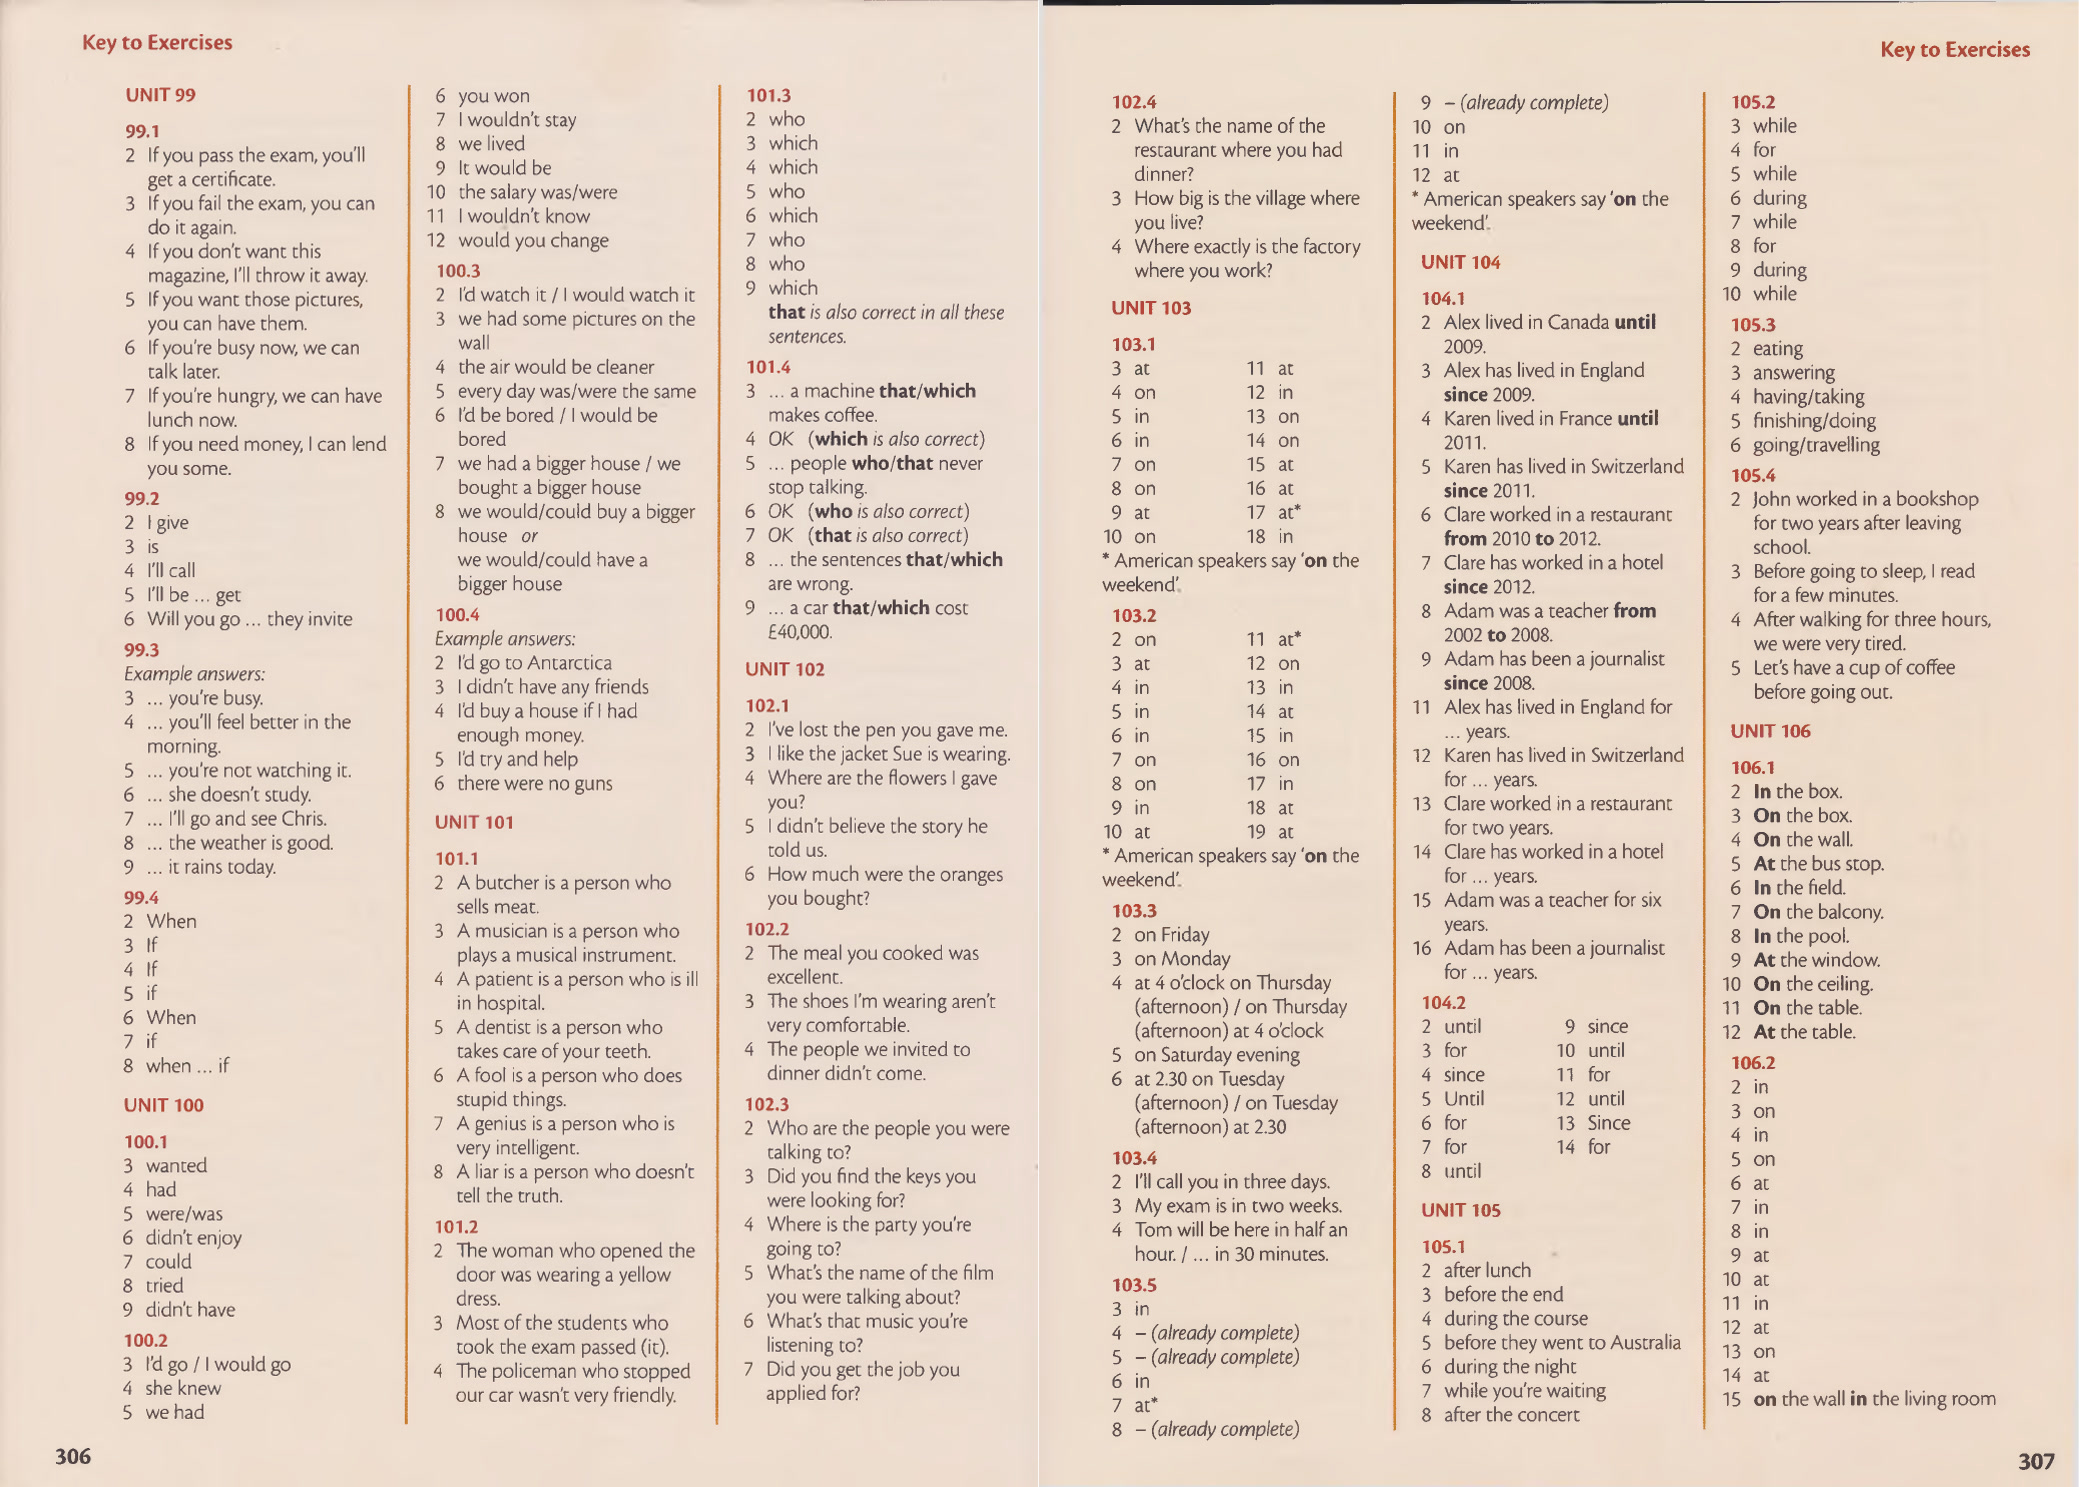 Key to Exercises
UNIT 99
99.1
2 If you pass the exam, you'll
get a certificate.
3 If you fail the exam, you can
do it again.
4 If you don't want this
magazine, I'll throw it away.
5 If you want those pictures,
you can have them.
6 If you're busy now, we can
talk later.
7 If you're hungry, we can have
lunch now.
8 If you need money, I can lend
you some.
99.2
2 I give
3 is
4 I'll call
5 I'll be ... get
6 Will you go ... they invite
99.3
Example answers:
3 ... you're busy.
4 ... you'll feel better in the
morning.
5 ... you're not watching it.
6 ... she doesn't study.
7 ... I'll go and see Chris.
8 ... the weather is good.
9 ... it rains today.
99.4
2 When
3 If
4 If
5 if
6 When
7 if
8 when ... if
UNIT 100
100.1
3 wanted
4 had
5 were/was
6 didn't enjoy
7 could
8 tried
9 didn't have
100.2
3 I'd go / I would go
4 she knew
5 we had
6 you won
7 I wouldn't stay
8 we lived
9 It would be
10 the salary was/were
11 I wouldn't know
12 would you change
100.3
2 I'd watch it / I would watch it
3 we had some pictures on the
wall
4 the air would be cleaner
5 every day was/were the same
6 I'd be bored / I would be
bored
7 we had a bigger house / we
bought a bigger house
8 we would/could buy a bigger
house or
we would/could have a
bigger house
100.4
Example answers:
2 I'd go to Antarctica
3 I didn't have any friends
4 I'd buy a house if I had
enough money.
5 I'd try and help
6 there were no guns
UNIT 101
101.1
2 A butcher is a person who
sells meat.
3 A musician is a person who
plays a musical instrument.
4 A patient is a person who is ill
in hospital.
5 A dentist is a person who
takes care of your teeth.
6 A fool is a person who does
stupid things.
7 A genius is a person who is
very intelligent.
8 A liar is a person who doesn't
tell the truth.
101.2
2 The woman who opened the
door was wearing a yellow
dress.
3 Most of the students who
took the exam passed (it).
4 The policeman who stopped
our car wasn't very friendly.
101.3
2 who
3 which
4 which
5 who
6 which
7 who
8 who
9 which
that is also correct in all these
sentences.
101.4
3 ... a machine that/which
makes coffee.
4 OK (which is also correct)
5 ... people who/that never
stop talking.
6 OK (who is also correct)
7 OK (that is also correct)
8 ... the sentences that/which
are wrong.
9 ... a car that/which cost
£40,000.
UNIT 102
102.1
2 I've lost the pen you gave me.
3 I like the jacket Sue is wearing.
4 Where are the flowers I gave
you?
5 I didn't believe the story he
told us.
6 How much were the oranges
you bought?
102.2
2 The meal you cooked was
excellent.
3 The shoes I'm wearing aren't
very comfortable.
4 The people we invited to
dinner didn't come.
102.3
2 Who are the people you were
talking to?
3 Did you find the keys you
were looking for?
4 Where is the party you're
going to?
5 What's the name of the film
you were talking about?
6 What's that music you're
listening to?
7 Did you get the job you
applied for?
306
Key to Exercises
102.4
2 What's the name of the
restaurant where you had
dinner?
3 How big is the village where
you live?
4 Where exactly is the factory
where you work?
UNIT 103
103.1
3 at 11 at
4 on 12 in
5 in 13 on
6 in 14 on
7 on 15 at
8 on 16 at
9 at 17 at*
10 on 18 in
* American speakers say 'on the
weekend'.
103.2
2 on 11 at*
3 at 12 on
4 in 13 in
5 in 14 at
6 in 15 in
7 on 16 on
8 on 17 in
9 in 18 at
10 at 19 at
* American speakers say 'on the
weekend'.
103.3
2 on Friday
3 on Monday
4 at 4 o'clock on Thursday
(afternoon) / on Thursday
(afternoon) at 4 o'clock
5 on Saturday evening
6 at 2.30 on Tuesday
(afternoon) / on Tuesday
(afternoon) at 2.30
103.4
2 I'll call you in three days.
3 My exam is in two weeks.
4 Tom will be here in half an
hour. / ... in 30 minutes.
103.5
3 in
4 – (already complete)
5 – (already complete)
6 in
7 at*
8 – (already complete)
9 – (already complete)
10 on
11 in
12 at
* American speakers say 'on the
weekend'.
UNIT 104
104.1
2 Alex lived in Canada until
2009.
3 Alex has lived in England
since 2009.
4 Karen lived in France until
2011.
5 Karen has lived in Switzerland
since 2011.
6 Clare worked in a restaurant
from 2010 to 2012.
7 Clare has worked in a hotel
since 2012.
8 Adam was a teacher from
2002 to 2008.
9 Adam has been a journalist
since 2008.
11 Alex has lived in England for
... years.
12 Karen has lived in Switzerland
for ... years.
13 Clare worked in a restaurant
for two years.
14 Clare has worked in a hotel
for ... years.
15 Adam was a teacher for six
years.
16 Adam has been a journalist
for ... years.
104.2
2 until 9 since
3 for 10 until
4 since 11 for
5 Until 12 until
6 for 13 Since
7 for 14 for
8 until
UNIT 105
105.1
2 after lunch
3 before the end
4 during the course
5 before they went to Australia
6 during the night
7 while you're waiting
8 after the concert
105.2
3 while
4 for
5 while
6 during
7 while
8 for
9 during
10 while
105.3
2 eating
3 answering
4 having/taking
5 finishing/doing
6 going/travelling
105.4
2 John worked in a bookshop
for two years after leaving
school.
3 Before going to sleep, I read
for a few minutes.
4 After walking for three hours,
we were very tired.
5 Let's have a cup of coffee
before going out.
UNIT 106
106.1
2 In the box.
3 On the box.
4 On the wall.
5 At the bus stop.
6 In the field.
7 On the balcony.
8 In the pool.
9 At the window.
10 On the ceiling.
11 On the table.
12 At the table.
106.2
2 in
3 on
4 in
5 on
6 at
7 in
8 in
9 at
10 at
11 in
12 at
13 on
14 at
15 on the wall in the living room
307